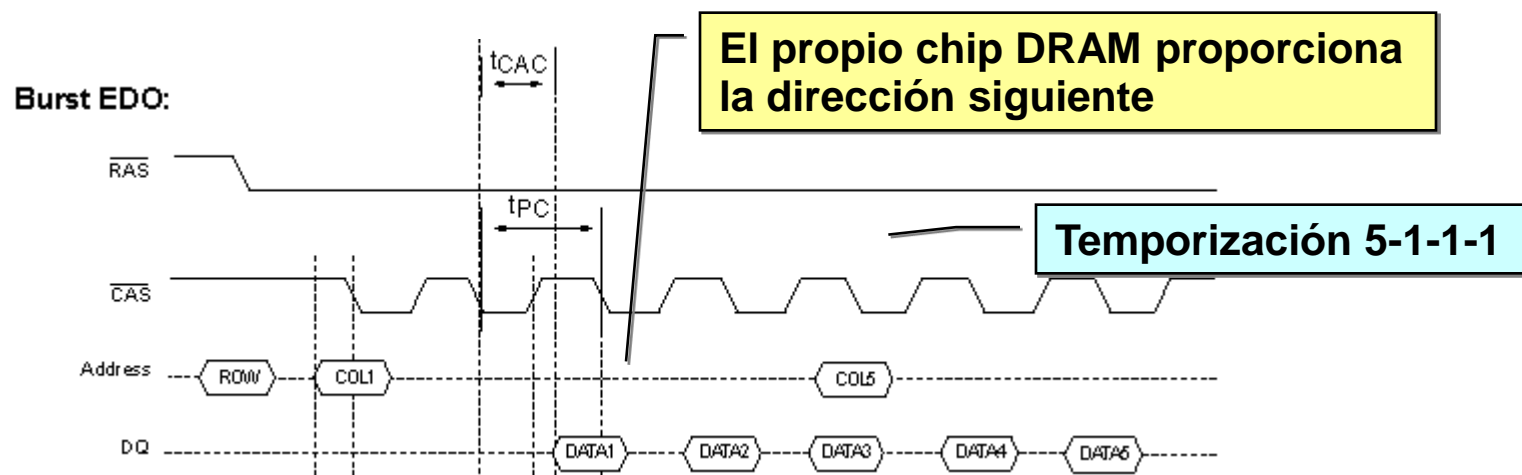 El propio chip DRAM proporciona
la dirección siguiente
tCAC
Burst EDO:
RAS
tPC
Temporización 5-1-1-1
CAS
Address
ROW
COL1
COL5
DQ
DATA1
DATA2
DATA3
DATA4
DATA5